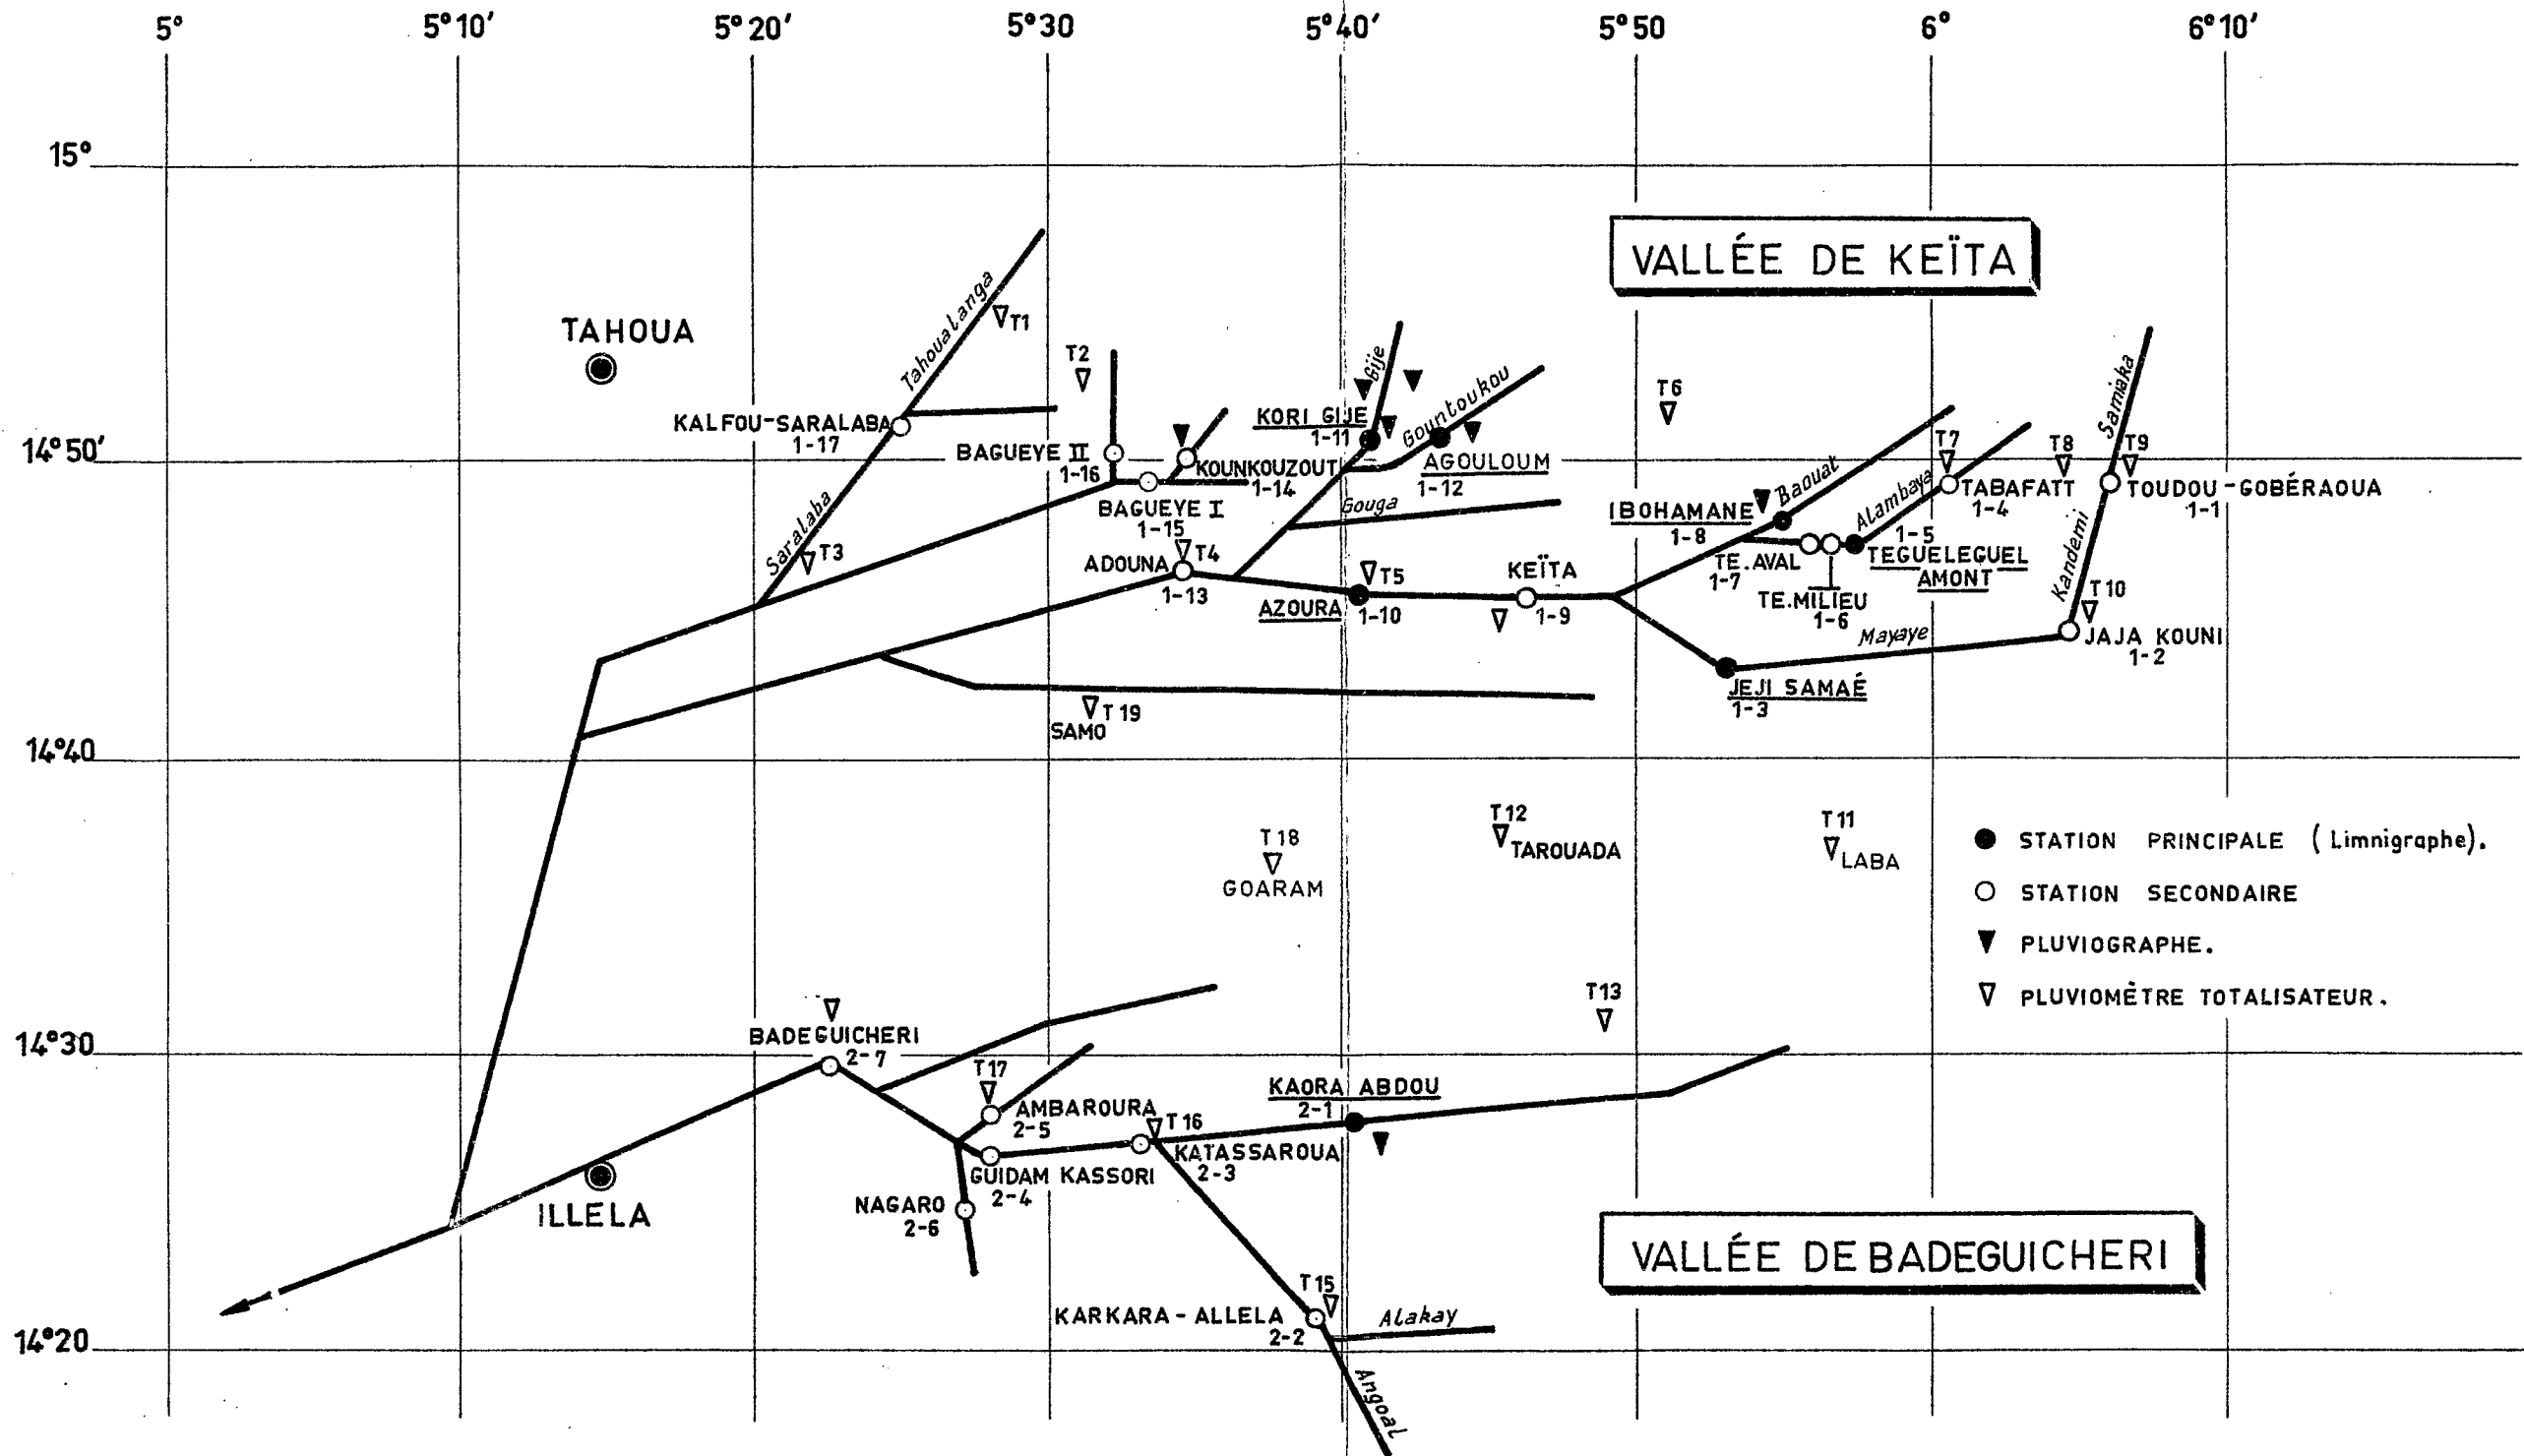 5° 5°10′ 5°20′ 5°30 5°40′ 5°50 6° 6°10′
15°
VALLÉE DE KEÏTA
Tahoualanga
T1
TAHOUA
T2
Gije
Gountoukou
T6
Samaka
KALFOU-SARALABA
1-17
KORI GIJE
1-11
14°50′
BAGUEYE II
1-16
KOUNKOUZOUT
1-14
AGOULOUM
1-12
T7
T8
T9
Baouat
Alambaya
TABAFATT
1-4
TOUDOU-GOBÉRAOUA
1-1
BAGUEYE I
1-15
Gouga
IBOHAMANE
1-8
1-5
Saralaba
T3
T4
ADOUNA
1-13
TE.AVAL
1-7
TEGUELEGUEL
AMONT
Kandemi
T5
KEÏTA
1-9
AZOURA
1-10
TE.MILIEU
1-6
T10
Mayaye
JAJA KOUNI
1-2
JEJI SAMAÉ
1-3
T19
SAMO
14°40
T12
TAROUADA
T11
LABA
T18
GOARAM
STATION PRINCIPALE (Limnigraphe).
STATION SECONDAIRE
PLUVIOGRAPHE.
PLUVIOMÈTRE TOTALISATEUR.
T13
14°30
BADEGUICHERI
2-7
T17
AMBAROURA
2-5
KAORA ABDOU
2-1
T16
KATASSAROUA
2-3
GUIDAM KASSORI
2-4
NAGARO
2-6
ILLELA
VALLÉE DE BADEGUICHERI
T15
KARKARA-ALLELA
2-2
Alakay
14°20
Angoal